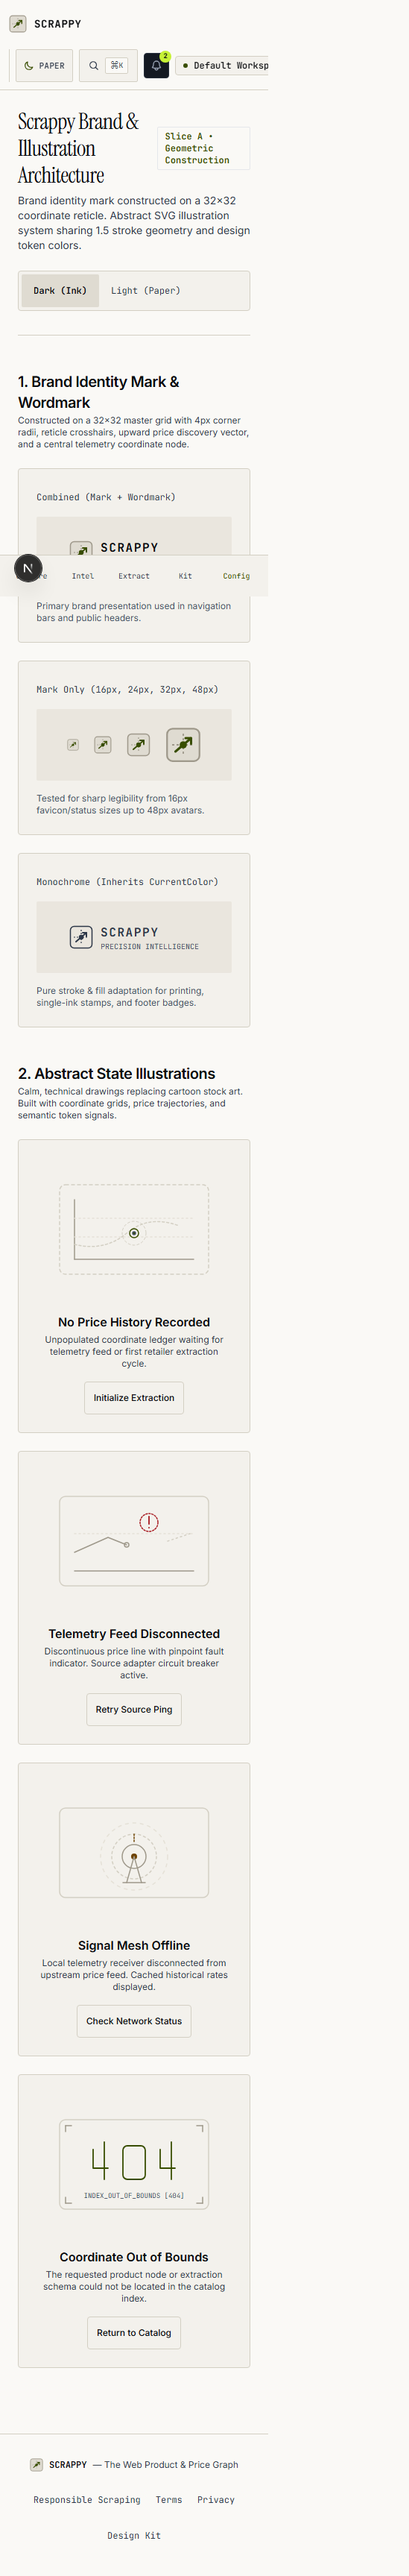 SCRAPPY
PAPER
⌘K
2
Default Worksp
Scrappy Brand &
Illustration
Architecture
Slice A •
Geometric
Construction
Brand identity mark constructed on a 32×32
coordinate reticle. Abstract SVG illustration
system sharing 1.5 stroke geometry and design
token colors.
Dark (Ink)
Light (Paper)
1. Brand Identity Mark &
Wordmark
Constructed on a 32×32 master grid with 4px corner
radii, reticle crosshairs, upward price discovery vector,
and a central telemetry coordinate node.
Combined (Mark + Wordmark)
SCRAPPY
N
re
Intel
Extract
Kit
Config
Primary brand presentation used in navigation
bars and public headers.
Mark Only (16px, 24px, 32px, 48px)
Tested for sharp legibility from 16px
favicon/status sizes up to 48px avatars.
Monochrome (Inherits CurrentColor)
SCRAPPY
PRECISION INTELLIGENCE
Pure stroke & fill adaptation for printing,
single-ink stamps, and footer badges.
2. Abstract State Illustrations
Calm, technical drawings replacing cartoon stock art.
Built with coordinate grids, price trajectories, and
semantic token signals.
No Price History Recorded
Unpopulated coordinate ledger waiting for
telemetry feed or first retailer extraction
cycle.
Initialize Extraction
Telemetry Feed Disconnected
Discontinuous price line with pinpoint fault
indicator. Source adapter circuit breaker
active.
Retry Source Ping
Signal Mesh Offline
Local telemetry receiver disconnected from
upstream price feed. Cached historical rates
displayed.
Check Network Status
404
INDEX_OUT_OF_BOUNDS [404]
Coordinate Out of Bounds
The requested product node or extraction
schema could not be located in the catalog
index.
Return to Catalog
SCRAPPY — The Web Product & Price Graph
Responsible Scraping
Terms
Privacy
Design Kit